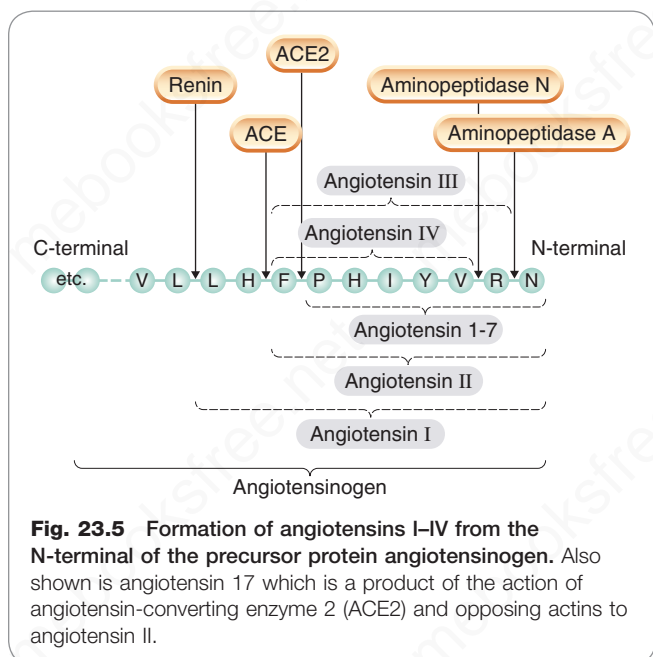 ACE2
Renin
Aminopeptidase N
ACE
Aminopeptidase A
Angiotensin III
Angiotensin IV
C-terminal
N-terminal
etc. V L L H F P H I Y V R N
Angiotensin 1-7
Angiotensin II
Angiotensin I
Angiotensinogen
Fig. 23.5 Formation of angiotensins I–IV from the
N-terminal of the precursor protein angiotensinogen. Also
shown is angiotensin 17 which is a product of the action of
angiotensin-converting enzyme 2 (ACE2) and opposing actins to
angiotensin II.